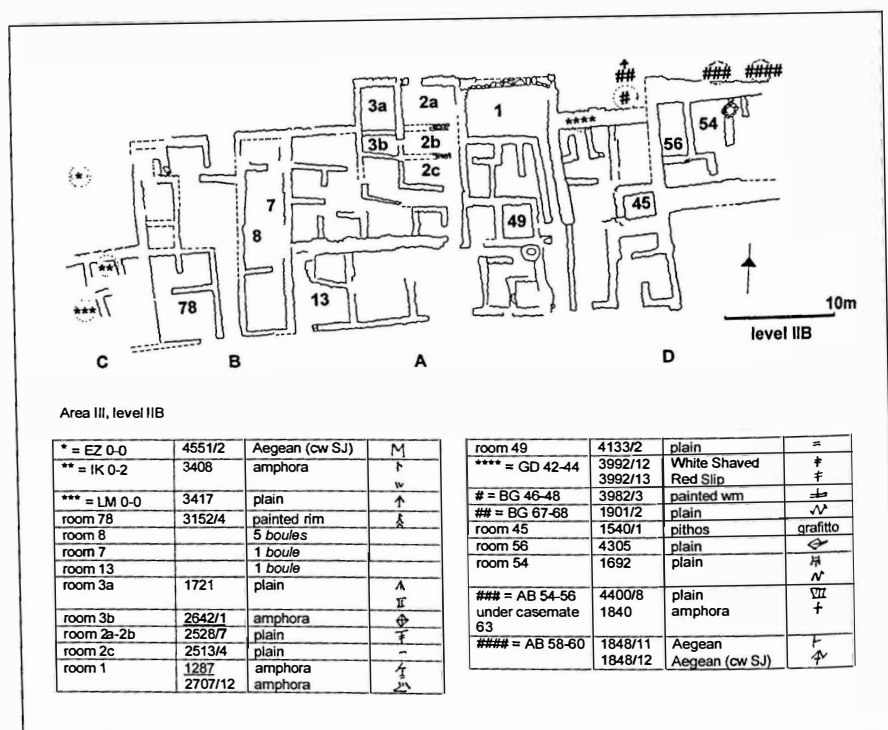 3a 2a 1 ## ### ####
# **** 54
3b 2b 56
* 2c
7 49 45
8
**
*** 78 13 10m
level IIB
C B A D
Area III, level IIB
* = EZ 0-0 4551/2 Aegean (cw SJ)
** = IK 0-2 3408 amphora
*** = LM 0-0 3417 plain ↑
room 78 3152/4 painted rim
room 8 5 boules
room 7 1 boule
room 13 1 boule
room 3a 1721 plain
room 3b 2642/1 amphora
room 2a-2b 2528/7 plain
room 2c 2513/4 plain
room 1 1287 amphora
2707/12 amphora
room 49 4133/2 plain
**** = GD 42-44 3992/12 White Shaved
3992/13 Red Slip
# = BG 46-48 3982/3 painted wm
## = BG 67-68 1901/2 plain
room 45 1540/1 pithos grafitto
room 56 4305 plain
room 54 1692 plain
### = AB 54-56 4400/8 plain
under casemate 1840 amphora
63
#### = AB 58-60 1848/11 Aegean
1848/12 Aegean (cw SJ)